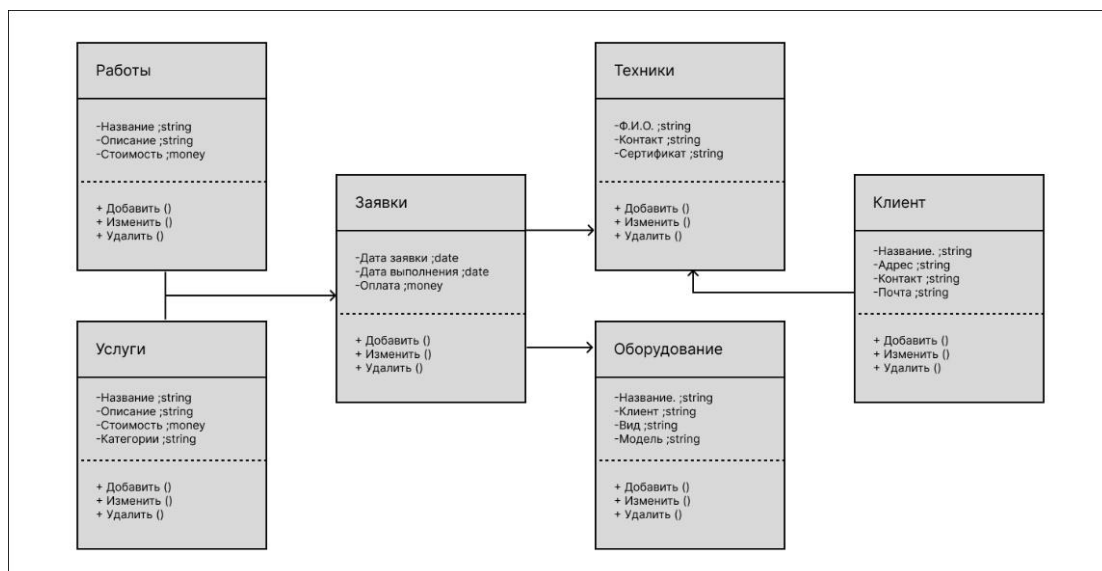 Работы
-Название ;string
-Описание ;string
-Стоимость ;money
+ Добавить ()
+ Изменить ()
+ Удалить ()
Услуги
-Название ;string
-Описание ;string
-Стоимость ;money
-Категории ;string
+ Добавить ()
+ Изменить ()
+ Удалить ()
Заявки
-Дата заявки ;date
-Дата выполнения ;date
-Оплата ;money
+ Добавить ()
+ Изменить ()
+ Удалить ()
Техники
-Ф.И.О. ;string
-Контакт ;string
-Сертификат ;string
+ Добавить ()
+ Изменить ()
+ Удалить ()
Оборудование
-Название. ;string
-Клиент ;string
-Вид ;string
-Модель ;string
+ Добавить ()
+ Изменить ()
+ Удалить ()
Клиент
-Название. ;string
-Адрес ;string
-Контакт ;string
-Почта ;string
+ Добавить ()
+ Изменить ()
+ Удалить ()